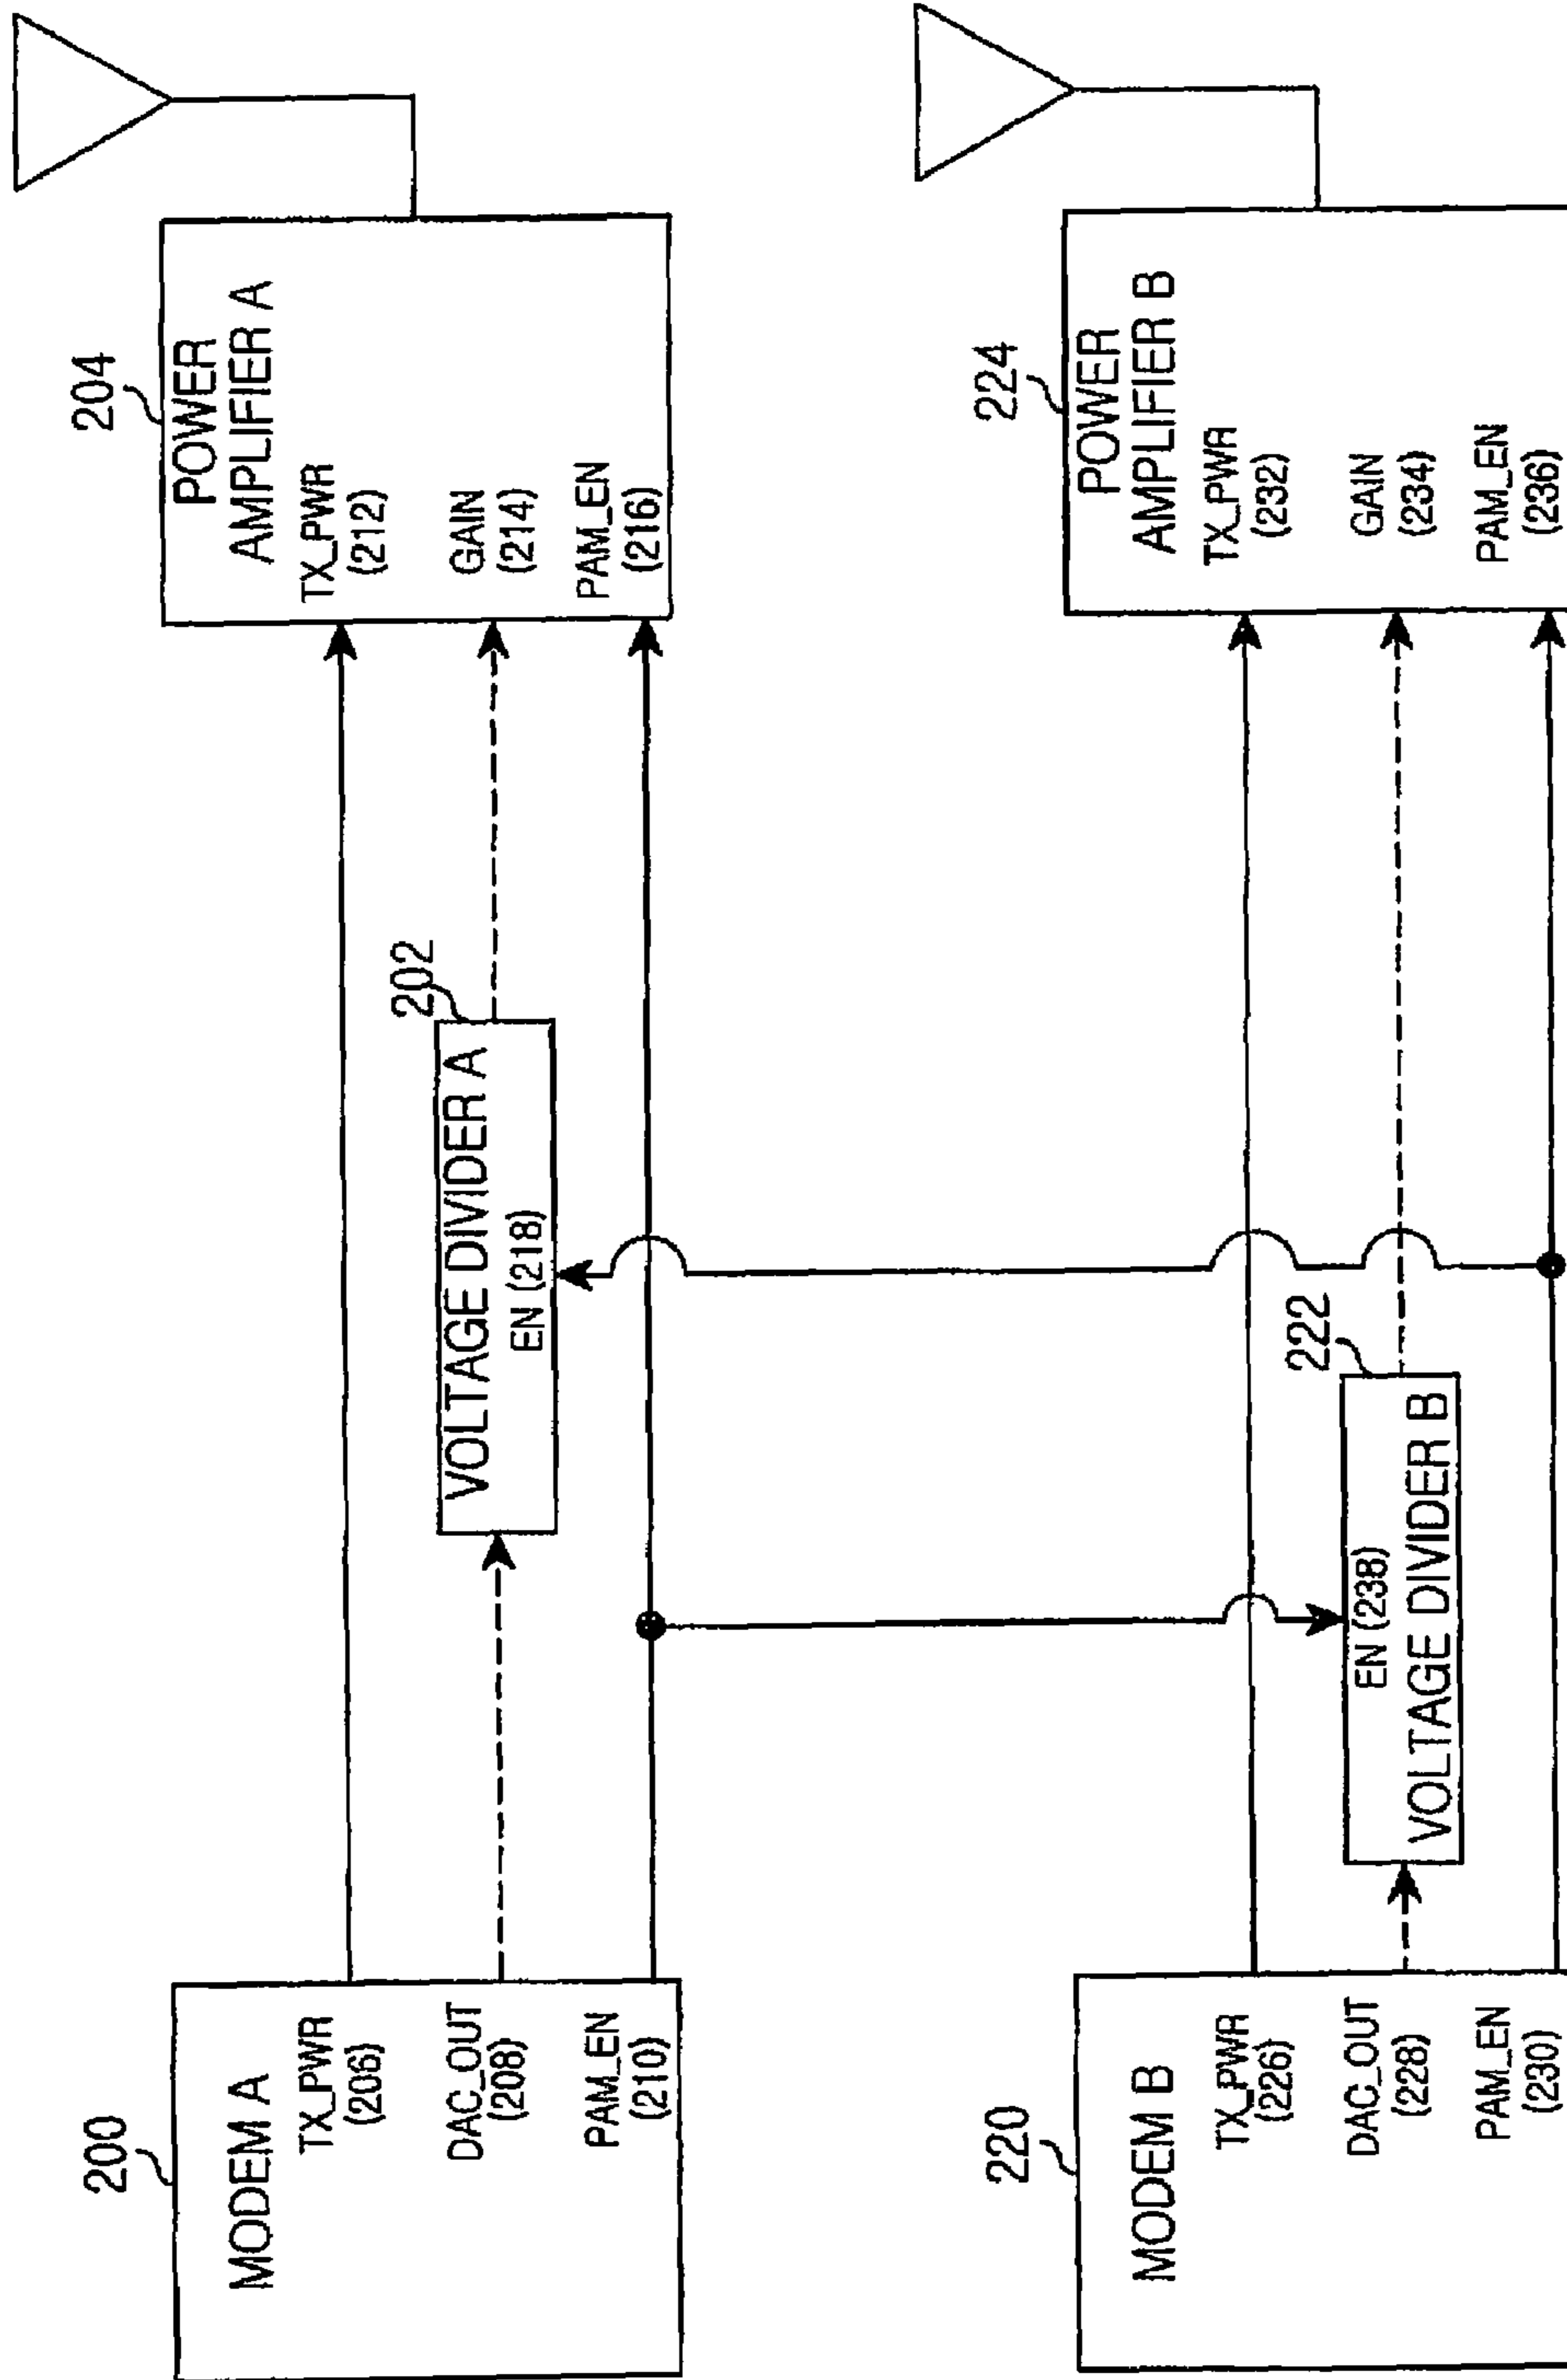 200
MODEM A
TX_PWR
(206)
DAC_OUT
(208)
PAM_EN
(210)
VOLTAGE DIVIDER A
EN (218)
202
204
POWER
AMPLIFIER A
TX_PWR
(212)
GAIN
(214)
PAM_EN
(216)
220
MODEM B
TX_PWR
(226)
DAC_OUT
(228)
PAM_EN
(230)
EN (238)
VOLTAGE DIVIDER B
222
224
POWER
AMPLIFIER B
TX_PWR
(232)
GAIN
(234)
PAM_EN
(236)